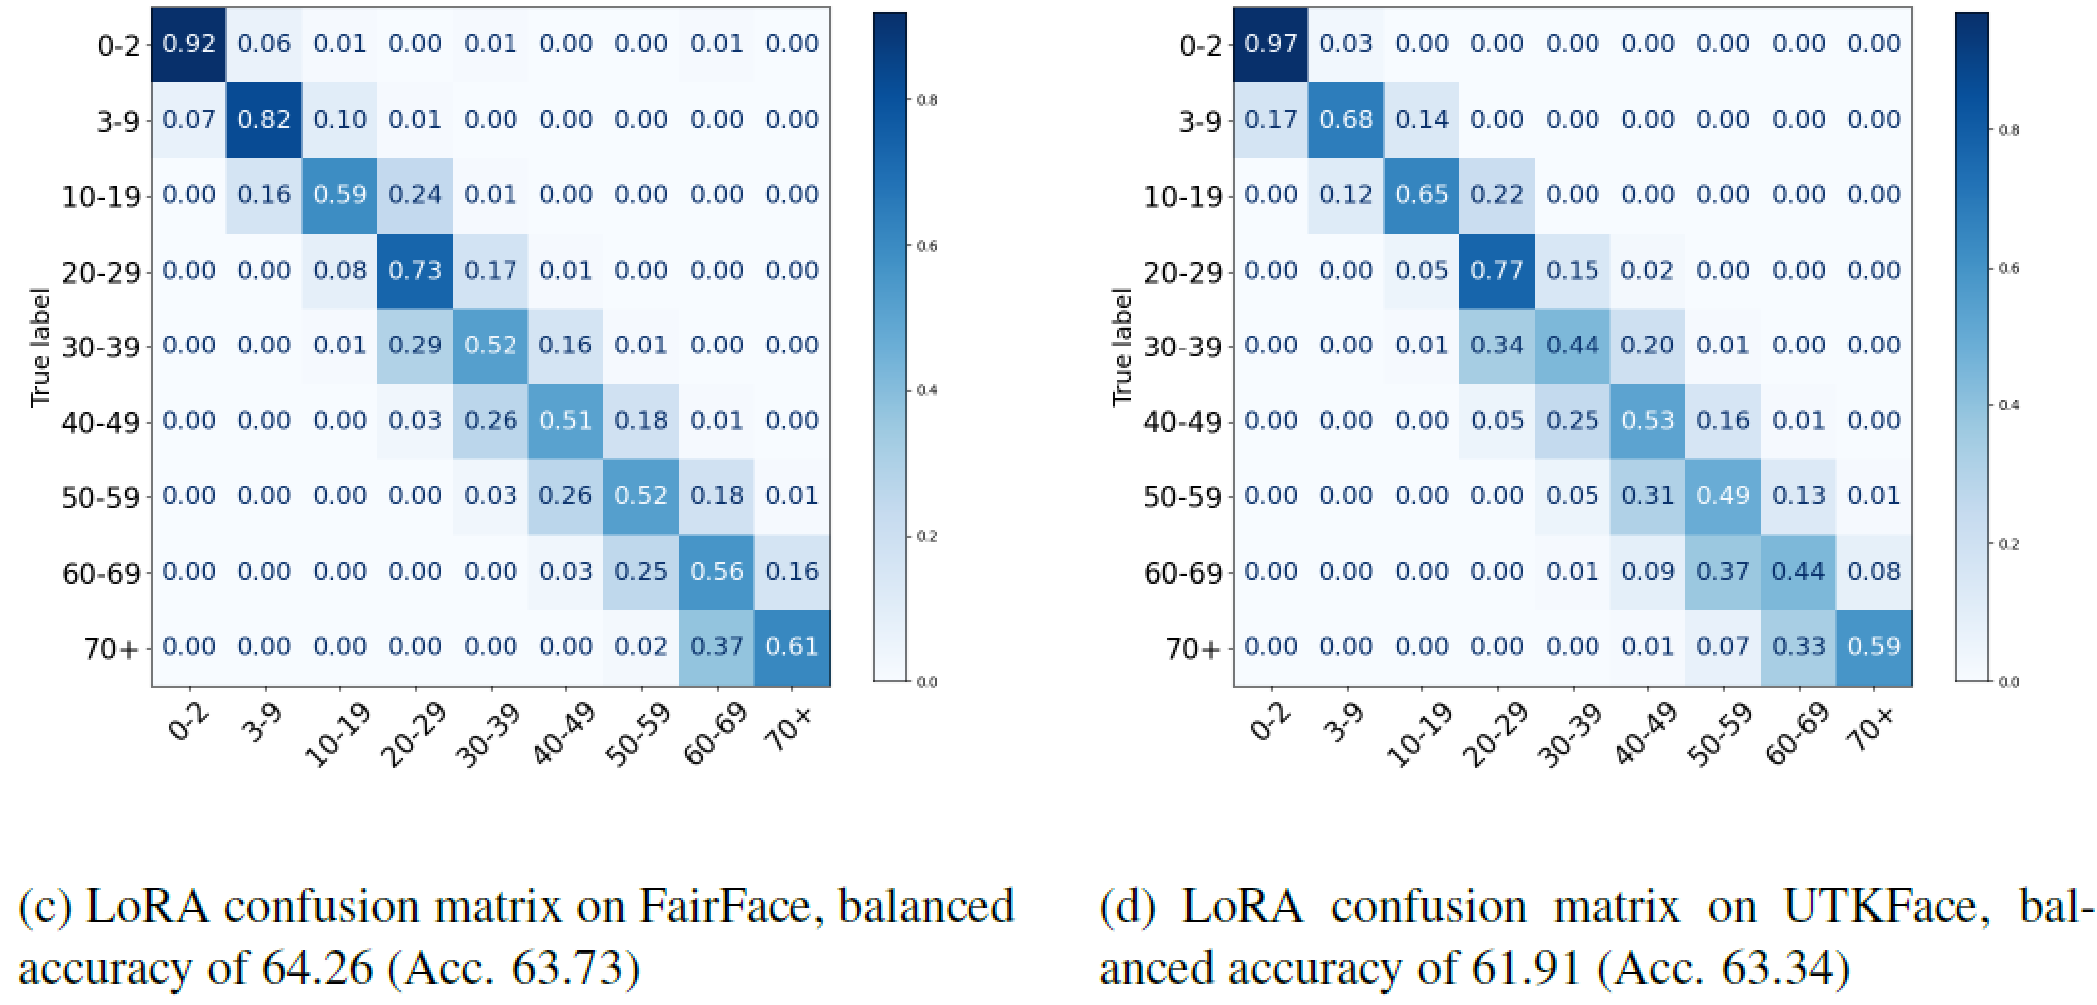 0-2 0.92 0.06 0.01 0.00 0.01 0.00 0.00 0.01 0.00
3-9 0.07 0.82 0.10 0.01 0.00 0.00 0.00 0.00 0.00
10-19 0.00 0.16 0.59 0.24 0.01 0.00 0.00 0.00 0.00
20-29 0.00 0.00 0.08 0.73 0.17 0.01 0.00 0.00 0.00
30-39 0.00 0.00 0.01 0.29 0.52 0.16 0.01 0.00 0.00
40-49 0.00 0.00 0.00 0.03 0.26 0.51 0.18 0.01 0.00
50-59 0.00 0.00 0.00 0.00 0.03 0.26 0.52 0.18 0.01
60-69 0.00 0.00 0.00 0.00 0.00 0.03 0.25 0.56 0.16
70+ 0.00 0.00 0.00 0.00 0.00 0.00 0.02 0.37 0.61
True label
0-2 3-9 10-19 20-29 30-39 40-49 50-59 60-69 70+
0.8
0.6
0.4
0.2
0.0
(c) LoRA confusion matrix on FairFace, balanced
accuracy of 64.26 (Acc. 63.73)
0-2 0.97 0.03 0.00 0.00 0.00 0.00 0.00 0.00 0.00
3-9 0.17 0.68 0.14 0.00 0.00 0.00 0.00 0.00 0.00
10-19 0.00 0.12 0.65 0.22 0.00 0.00 0.00 0.00 0.00
20-29 0.00 0.00 0.05 0.77 0.15 0.02 0.00 0.00 0.00
30-39 0.00 0.00 0.01 0.34 0.44 0.20 0.01 0.00 0.00
40-49 0.00 0.00 0.00 0.05 0.25 0.53 0.16 0.01 0.00
50-59 0.00 0.00 0.00 0.00 0.05 0.31 0.49 0.13 0.01
60-69 0.00 0.00 0.00 0.00 0.01 0.09 0.37 0.44 0.08
70+ 0.00 0.00 0.00 0.00 0.00 0.01 0.07 0.33 0.59
True label
0-2 3-9 10-19 20-29 30-39 40-49 50-59 60-69 70+
0.8
0.6
0.4
0.2
0.0
(d) LoRA confusion matrix on UTKFace, bal-
anced accuracy of 61.91 (Acc. 63.34)